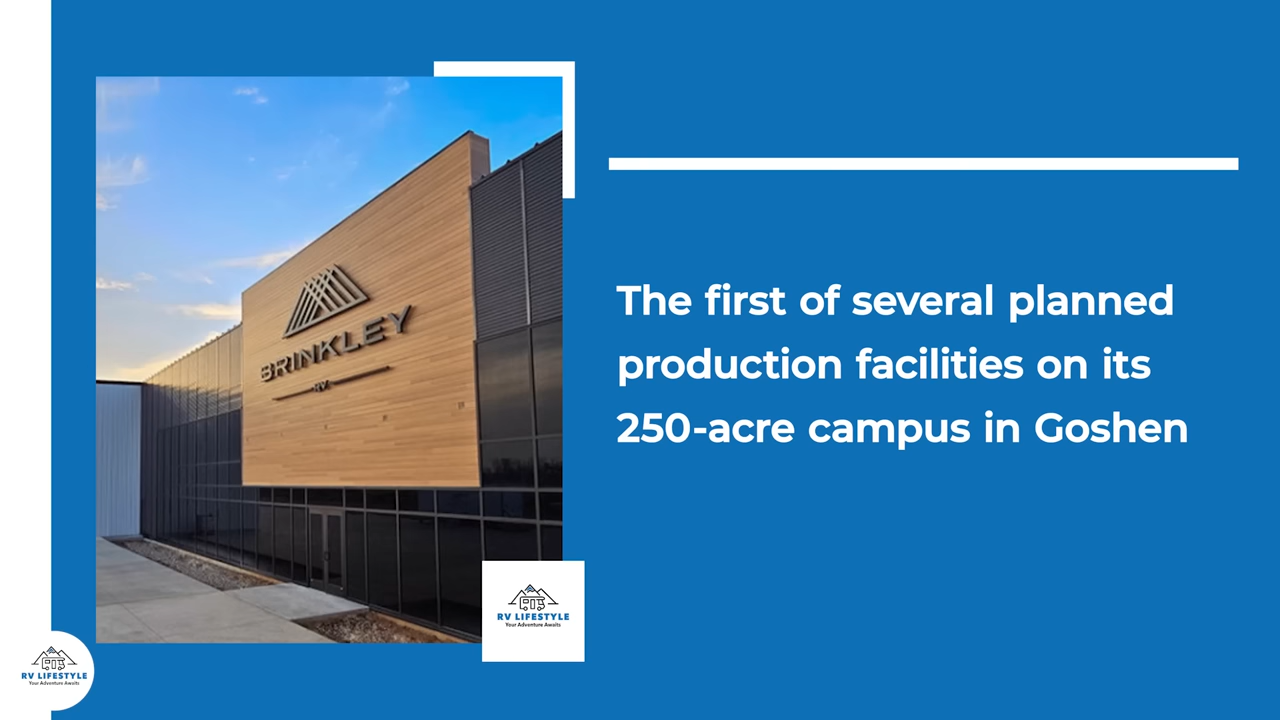 BRINKLEY
RV
The first of several planned
production facilities on its
250-acre campus in Goshen
RV LIFESTYLE
Your Adventure Awaits
RV LIFESTYLE
Your Adventure Awaits